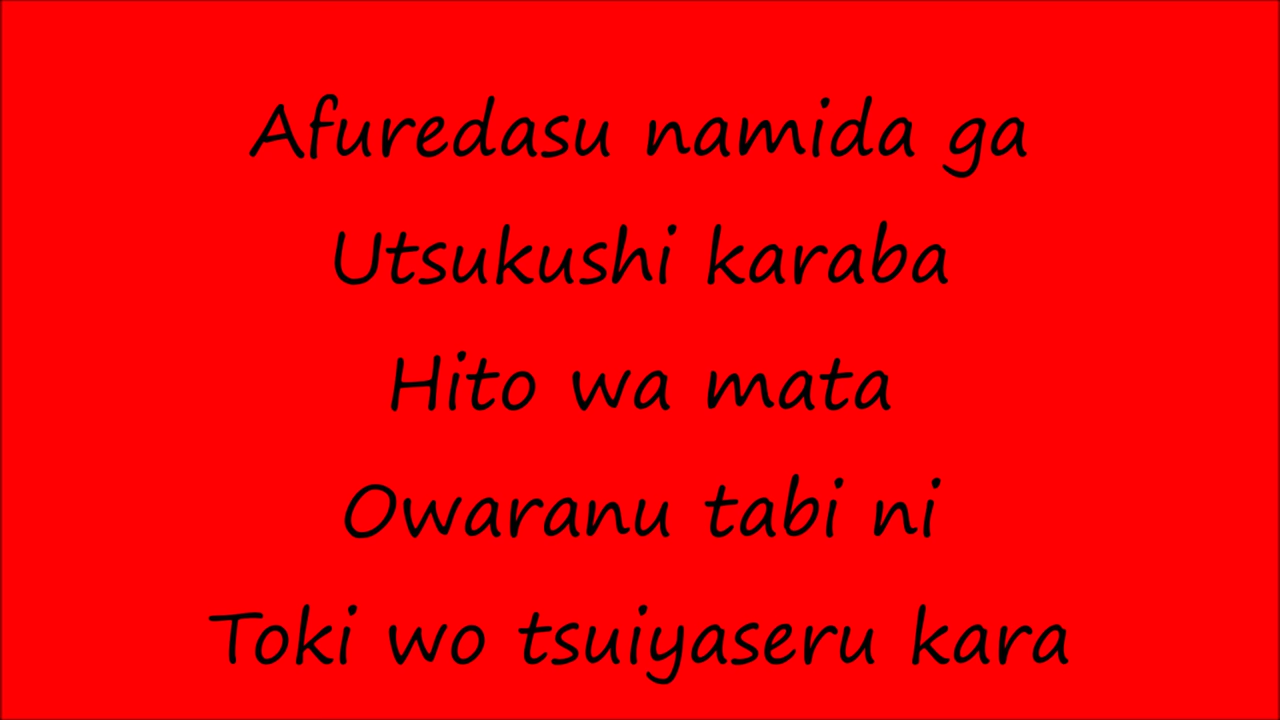 Afuredasu namida ga
Utsukushi karaba
Hito wa mata
Owaranu tabi ni
Toki wo tsuiyaseru kara